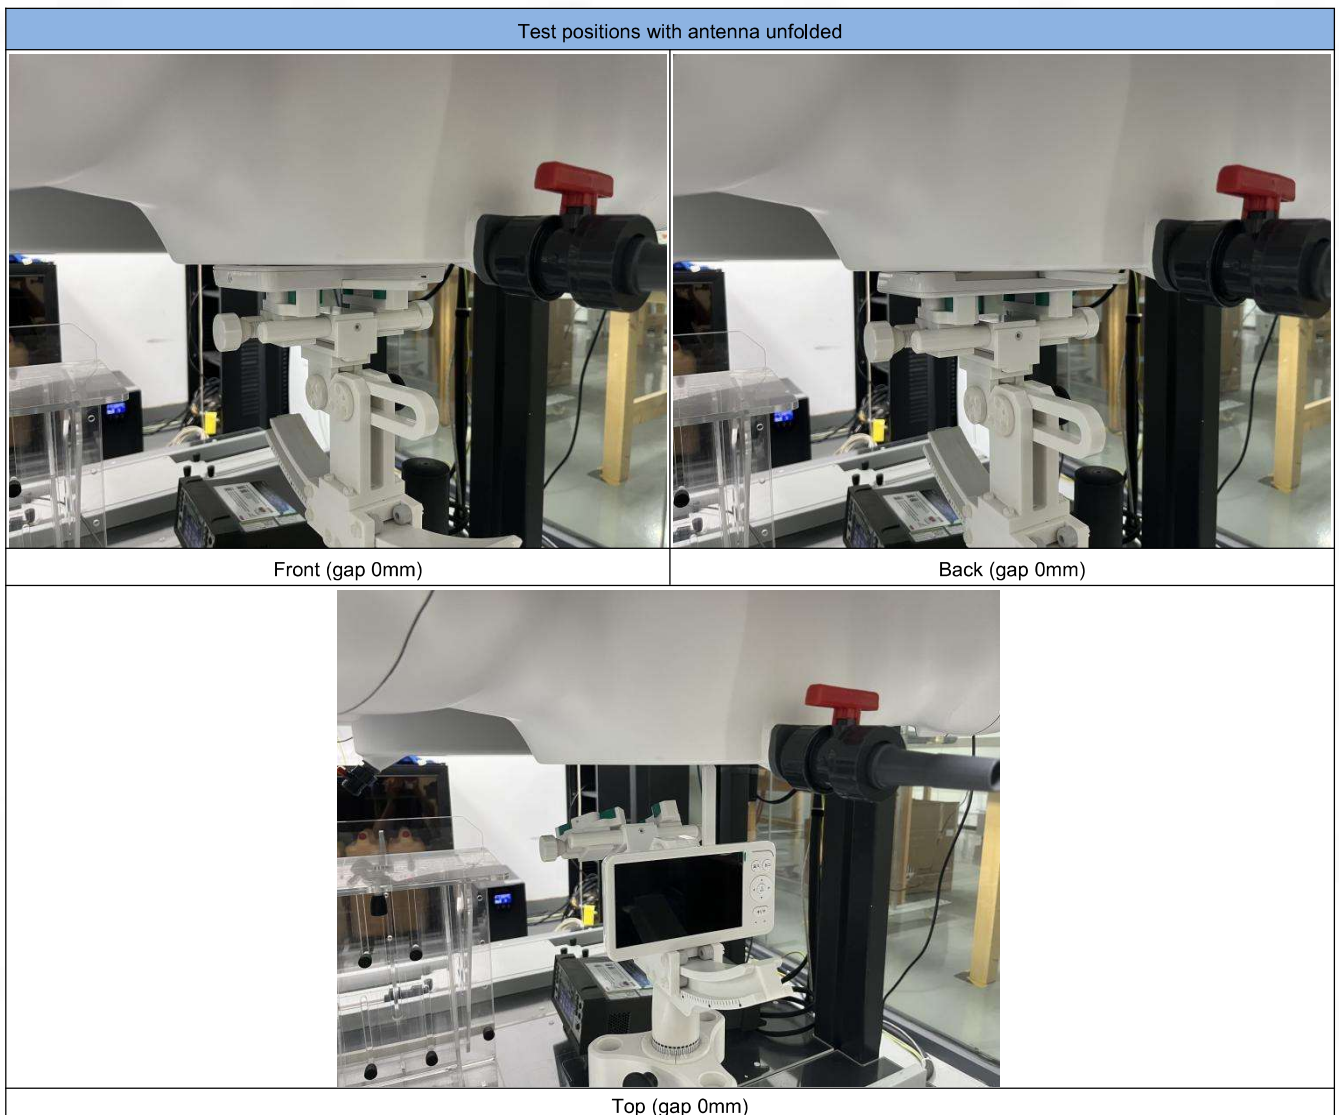 Test positions with antenna unfolded
Front (gap 0mm)
Back (gap 0mm)
Top (gap 0mm)